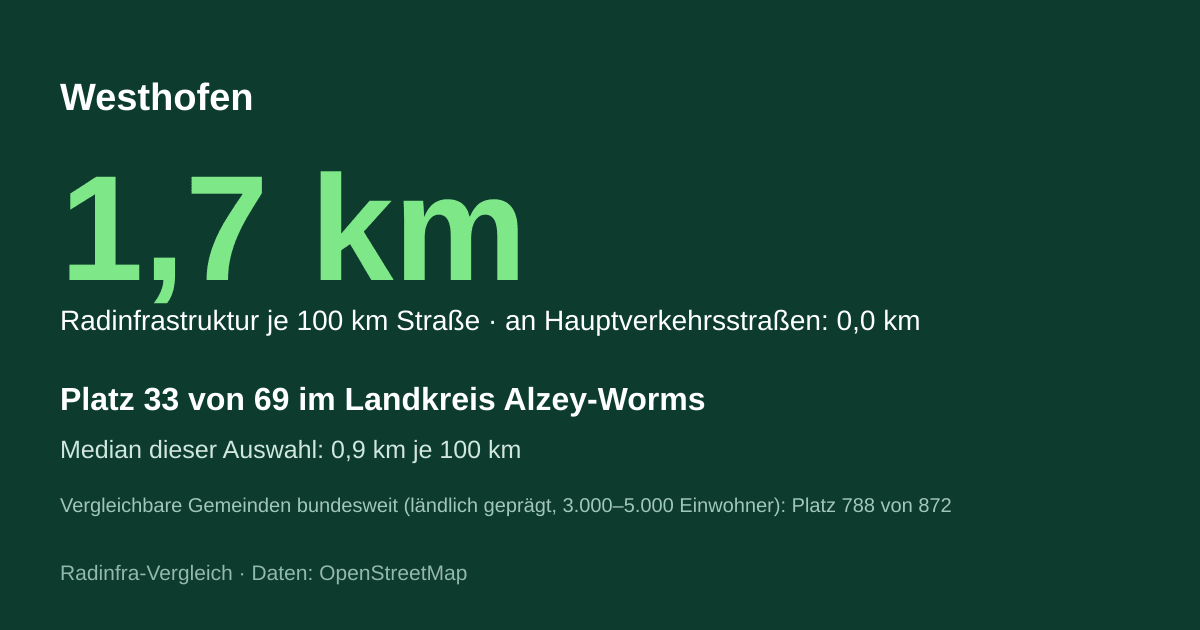 Westhofen
1,7 km
Radinfrastruktur je 100 km Straße · an Hauptverkehrsstraßen: 0,0 km
Platz 33 von 69 im Landkreis Alzey-Worms
Median dieser Auswahl: 0,9 km je 100 km
Vergleichbare Gemeinden bundesweit (ländlich geprägt, 3.000–5.000 Einwohner): Platz 788 von 872
Radinfra-Vergleich · Daten: OpenStreetMap